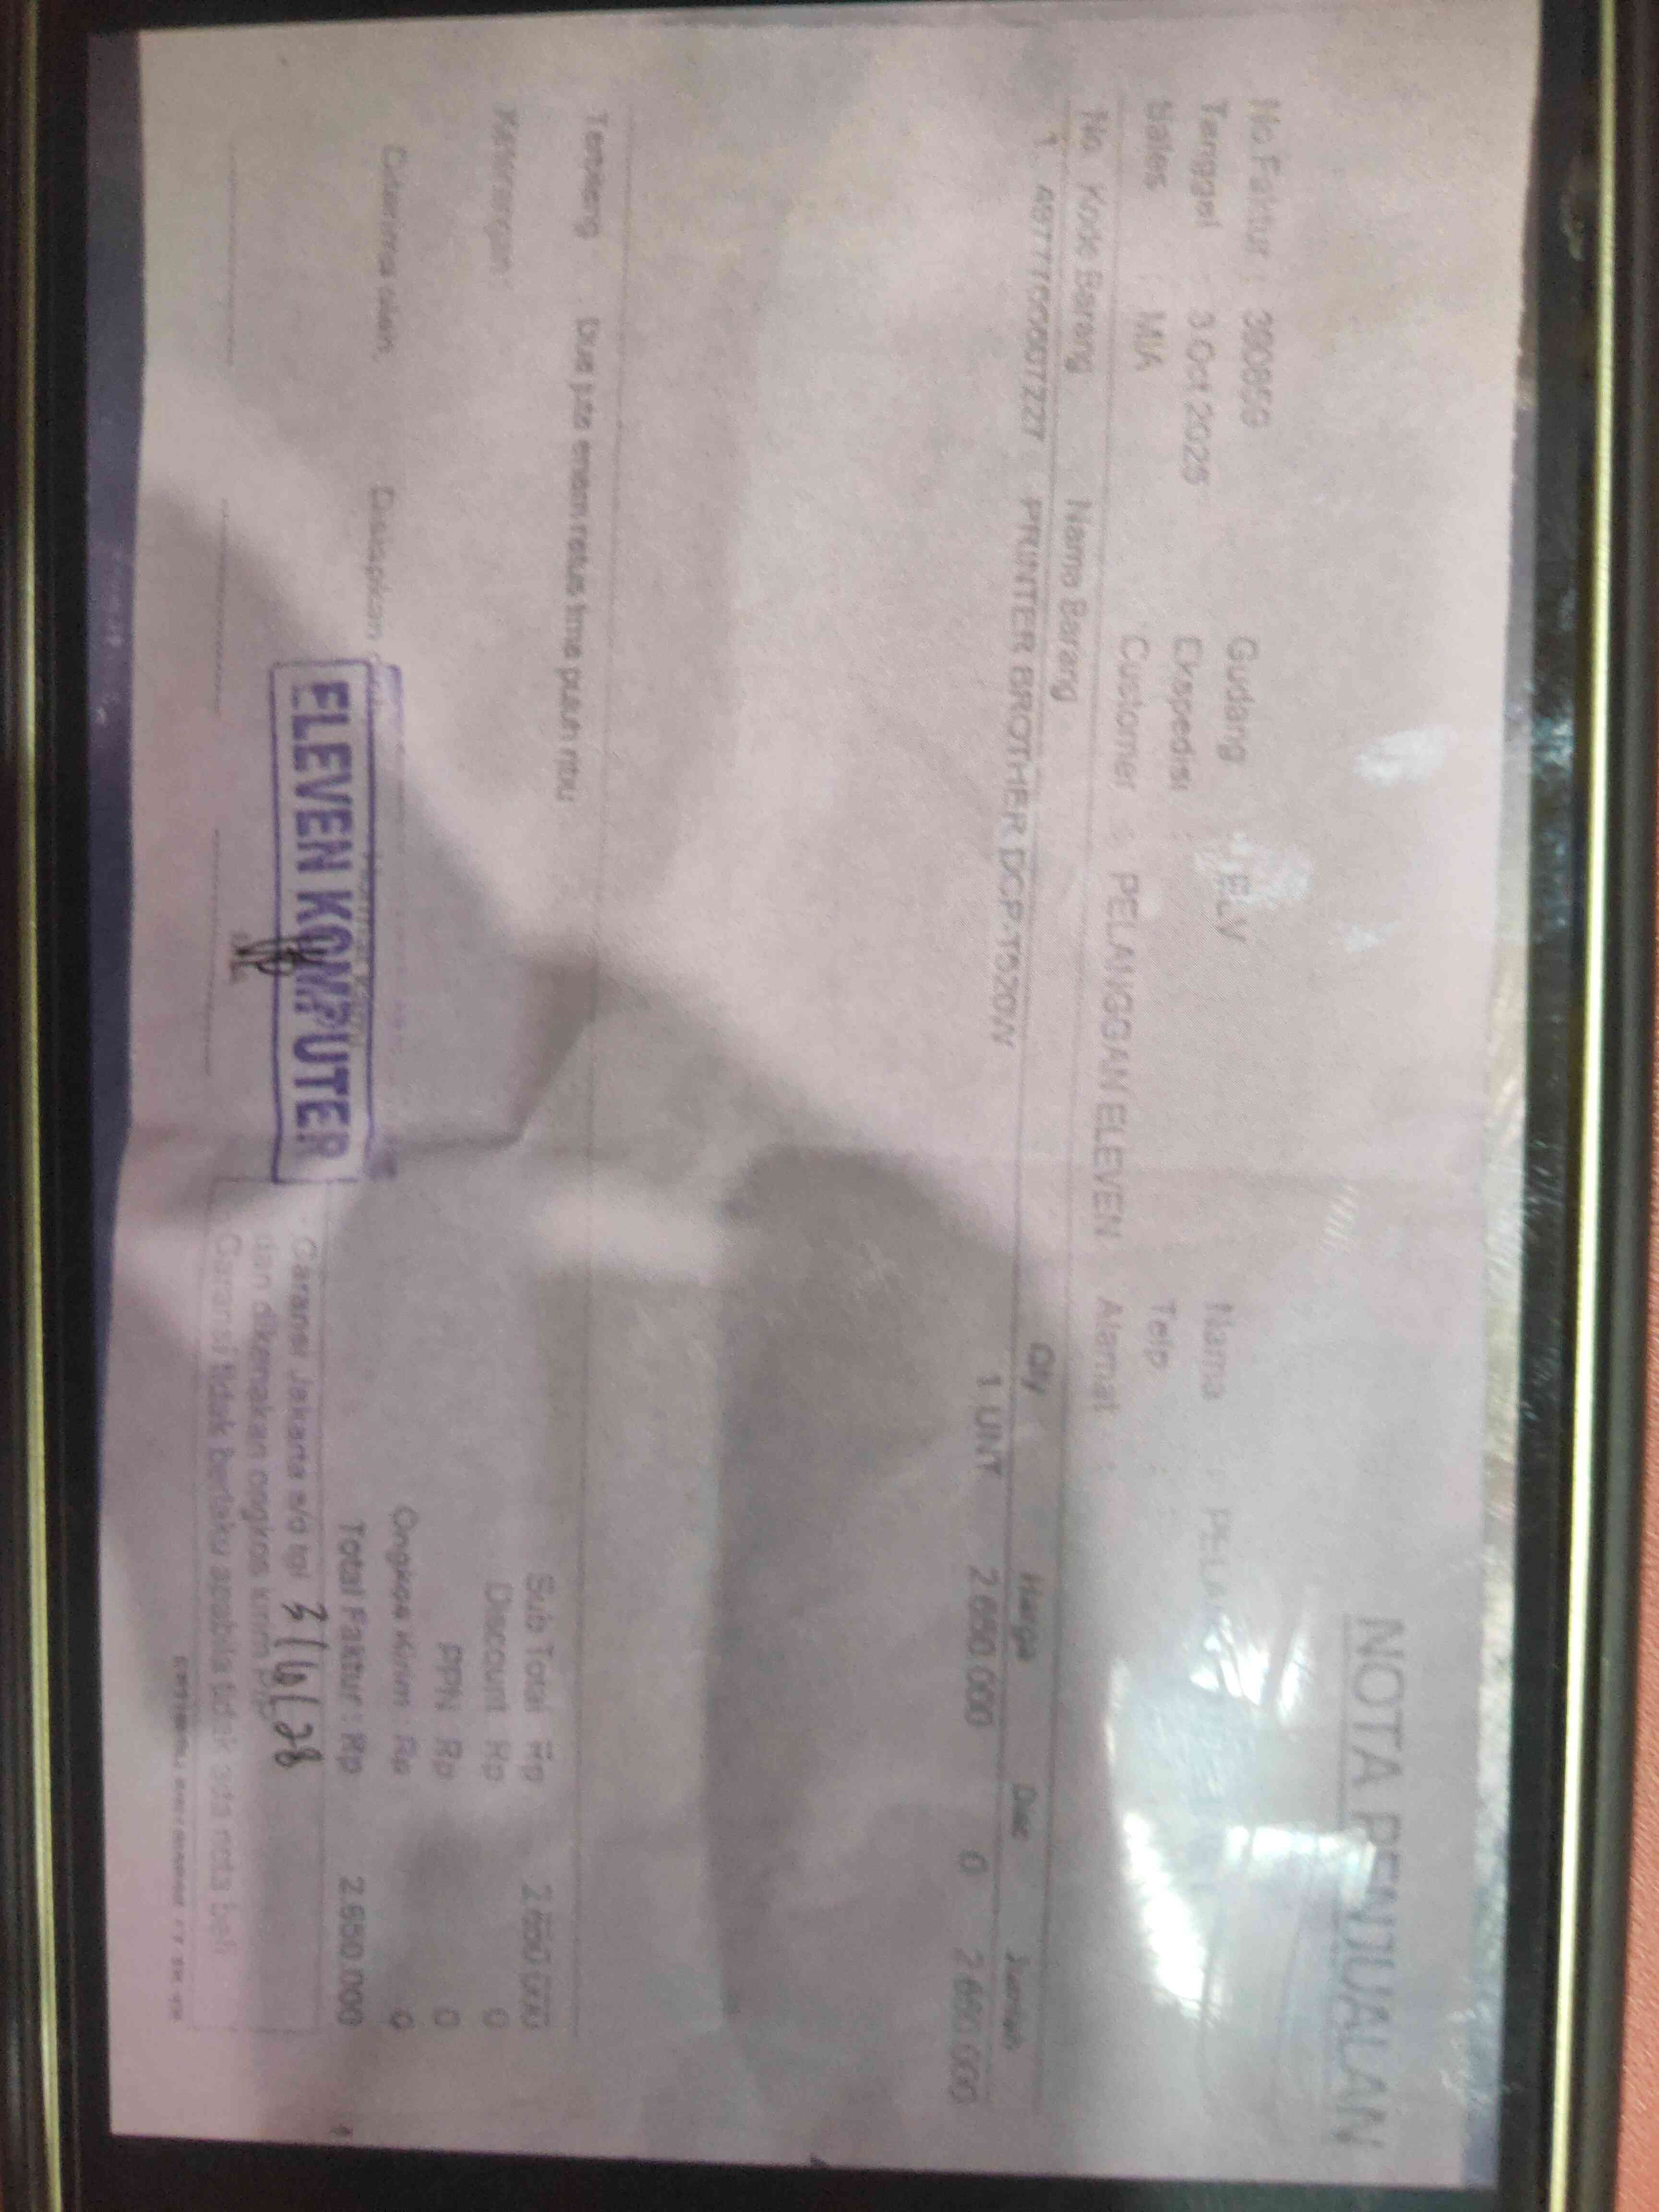 NOTA PENJUALAN
No.Faktur : 390859 Gudang : ELV Nama :
Tanggal : 3 Oct 2025 Ekspedisi : Telp :
Sales : MIA Customer : PELANGGAN ELEVEN Alamat :
No. Kode Barang Nama Barang Qty Harga Disc Jumlah
1. PRINTER BROTHER DCP-T520W 1 UNT 2.650.000 0 2.650.000
Terbilang : Dua juta enam ratus lima puluh ribu
Keterangan :
Sub Total : Rp 2.650.000
Discount : Rp 0
PPN : Rp 0
Ongkos Kirim : Rp 0
Total Faktur : Rp 2.650.000
Diterima oleh, Disiapkan
ELEVEN KOMPUTER
- Garansi Jakarta s/d tgl 3/10/28
dan dikenakan ongkos kirim P/P
- Garansi tidak berlaku apabila tidak ada nota beli